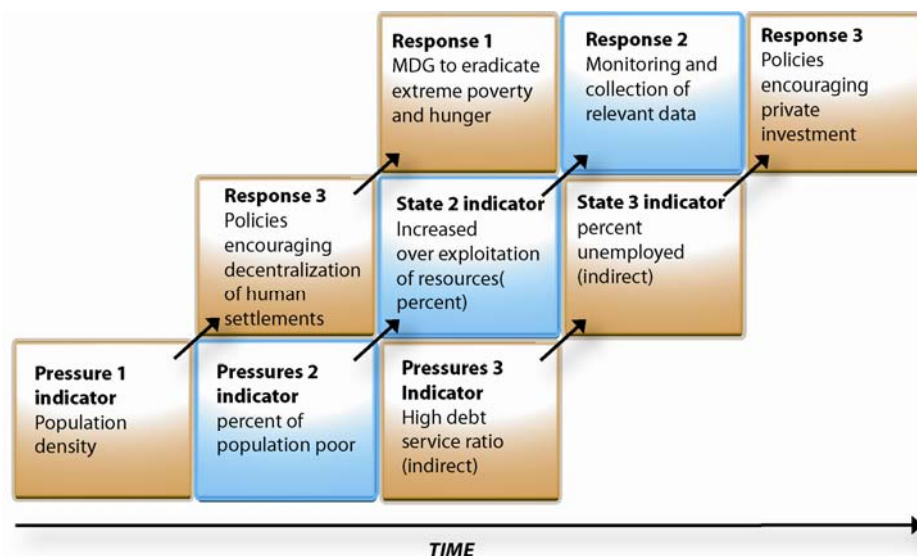 Response 1
MDG to eradicate
extreme poverty
and hunger
Response 2
Monitoring and
collection of
relevant data
Response 3
Policies
encouraging
private
investment
Response 3
Policies
encouraging
decentralization
of human
settlements
State 2 indicator
Increased
over exploitation
of resources(
percent)
State 3 indicator
percent
unemployed
(indirect)
Pressure 1
indicator
Population
density
Pressures 2
indicator
percent of
population poor
Pressures 3
Indicator
High debt
service ratio
(indirect)
TIME